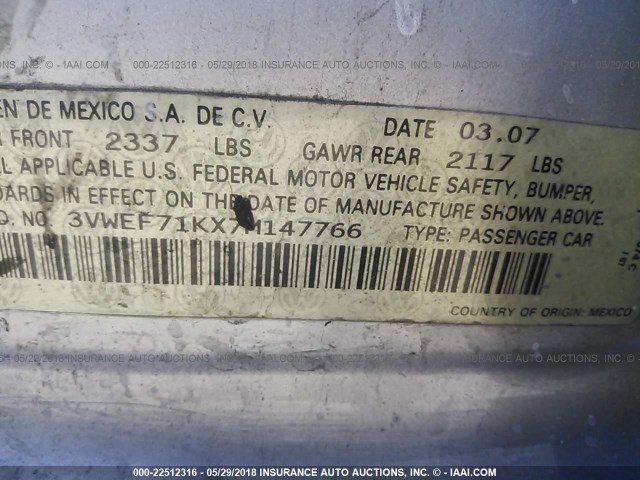 © - IAAI.COM 000-22512316 - 05/29/2018 INSURANCE AUTO AUCTIONS, INC. © - IAAI.COM
EN DE MEXICO S.A. DE C.V. DATE 03.07
FRONT 2337 LBS GAWR REAR 2117 LBS
APPLICABLE U.S. FEDERAL MOTOR VEHICLE SAFETY, BUMPER,
ARDS IN EFFECT ON THE DATE OF MANUFACTURE SHOWN ABOVE.
NO. 3VWEF71KX7M147766 TYPE: PASSENGER CAR
COUNTRY OF ORIGIN: MEXICO
000-22512316 - 05/29/2018 INSURANCE AUTO AUCTIONS, INC. © - IAAI.COM